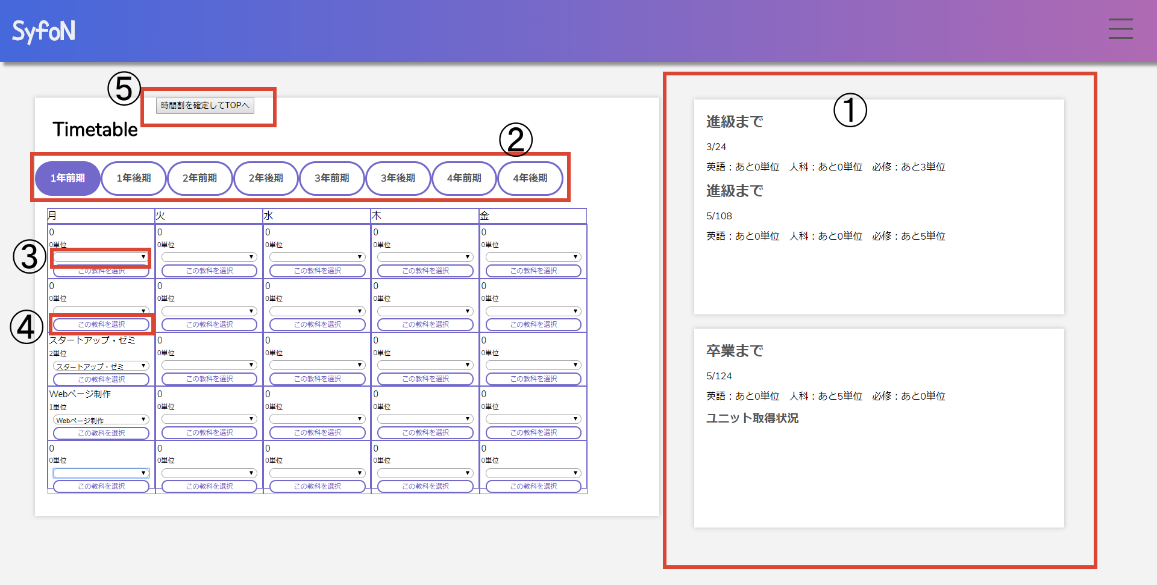 SyfoN
⑤
時間割を確定してTOPへ
Timetable
②
1年前期 1年後期 2年前期 2年後期 3年前期 3年後期 4年前期 4年後期
月 火 水 木 金
0 0 0 0 0
0単位 0単位 0単位 0単位 0単位
③
この教科を選択 この教科を選択 この教科を選択 この教科を選択 この教科を選択
0 0 0 0 0
0単位 0単位 0単位 0単位 0単位
④
この教科を選択 この教科を選択 この教科を選択 この教科を選択 この教科を選択
スタートアップ・ゼミ 0 0 0 0
2単位 0単位 0単位 0単位 0単位
スタートアップ・ゼミ
この教科を選択 この教科を選択 この教科を選択 この教科を選択 この教科を選択
Webページ制作 0 0 0 0
1単位 0単位 0単位 0単位 0単位
Webページ制作
この教科を選択 この教科を選択 この教科を選択 この教科を選択 この教科を選択
0 0 0 0 0
0単位 0単位 0単位 0単位 0単位
この教科を選択 この教科を選択 この教科を選択 この教科を選択 この教科を選択
①
進級まで
3/24
英語：あと0単位 人科：あと0単位 必修：あと3単位
進級まで
5/108
英語：あと0単位 人科：あと0単位 必修：あと5単位
卒業まで
5/124
英語：あと0単位 人科：あと5単位 必修：あと0単位
ユニット取得状況